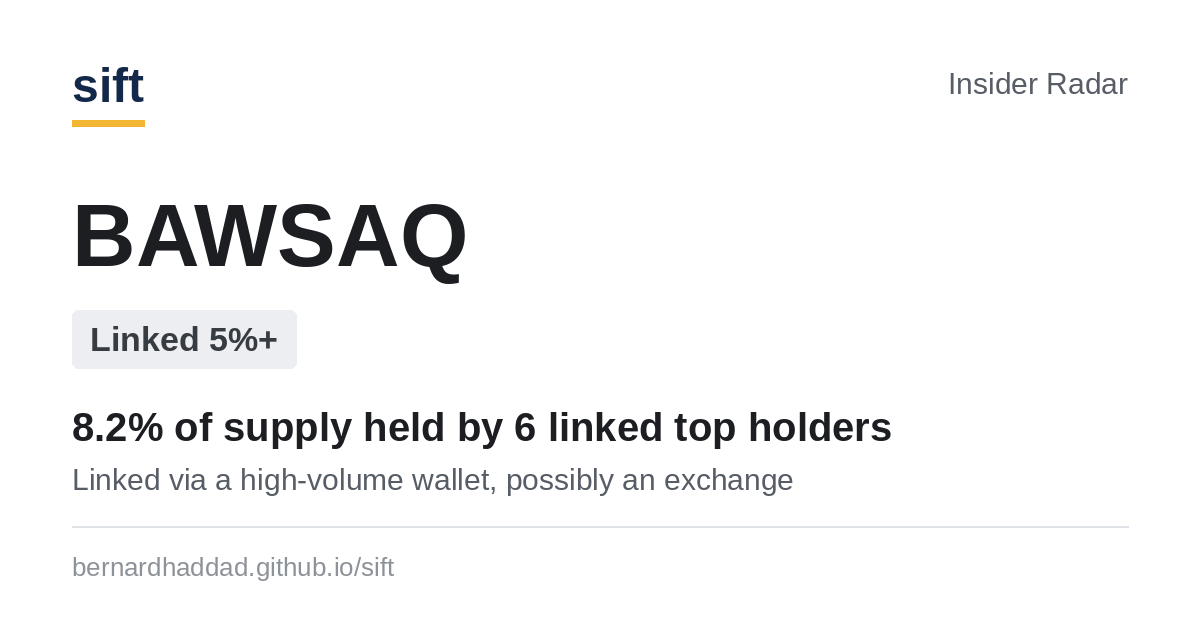 sift
Insider Radar
BAWSAQ
Linked 5%+
8.2% of supply held by 6 linked top holders
Linked via a high-volume wallet, possibly an exchange
bernardhaddad.github.io/sift